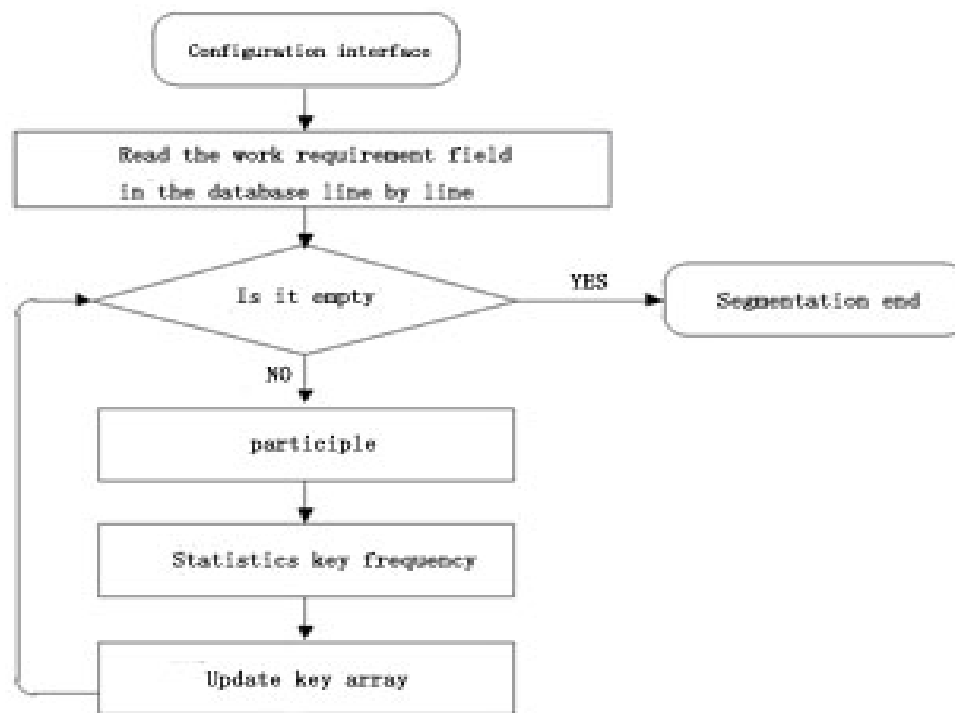 Configuration interface
Read the work requirement field
in the database line by line
Is it empty
YES
Segmentation end
NO
participle
Statistics key frequency
Update key array